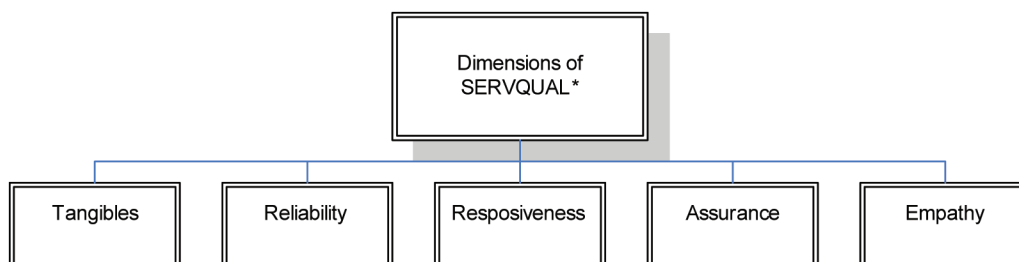 Dimensions of
SERVQUAL*
Tangibles
Reliability
Resposiveness
Assurance
Empathy